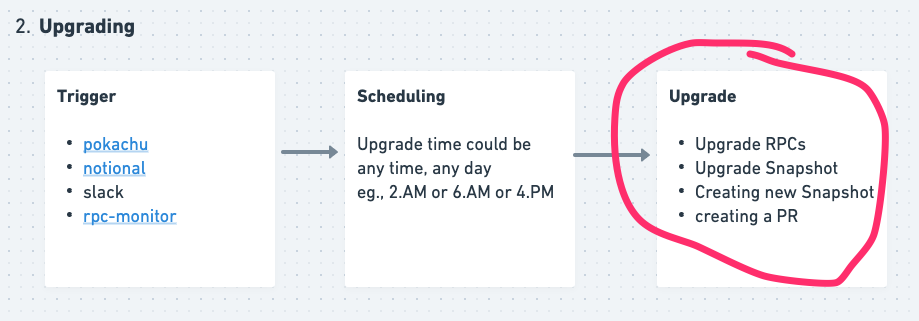 2. Upgrading
Trigger
• pokachu
• notional
• slack
• rpc-monitor
Scheduling
Upgrade time could be
any time, any day
eg., 2.AM or 6.AM or 4.PM
Upgrade
• Upgrade RPCs
• Upgrade Snapshot
• Creating new Snapshot
• creating a PR